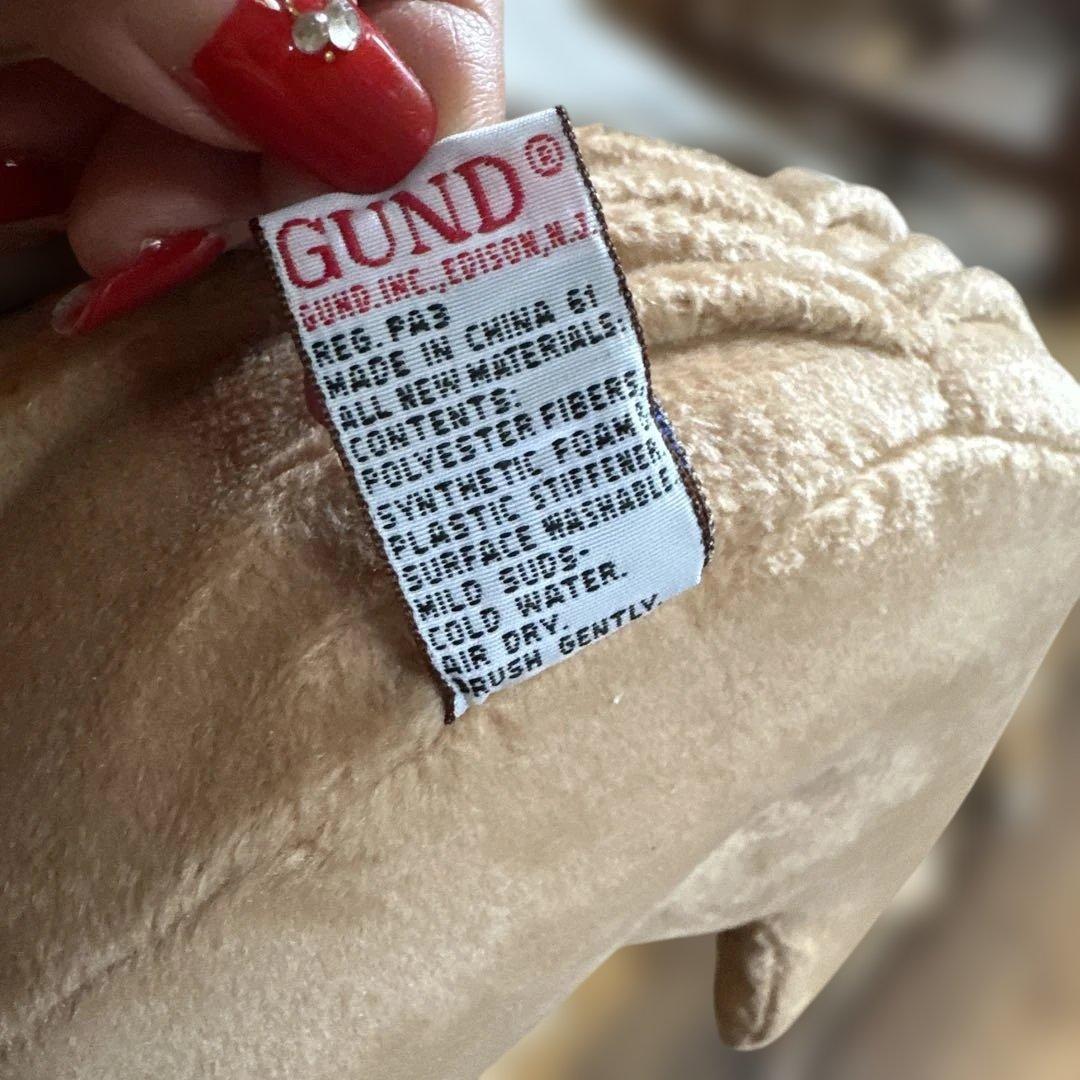 GUND®
GUND.INC.,EDISON,N.J
REG PA3
MADE IN CHINA 61
ALL NEW MATERIALS
CONTENTS:
POLYESTER FIBERS
SYNTHETIC FOAM
PLASTIC STIFFENER
SURFACE WASHABLE
MILD SUDS-
COLD WATER.
AIR DRY.
BRUSH GENTLY.